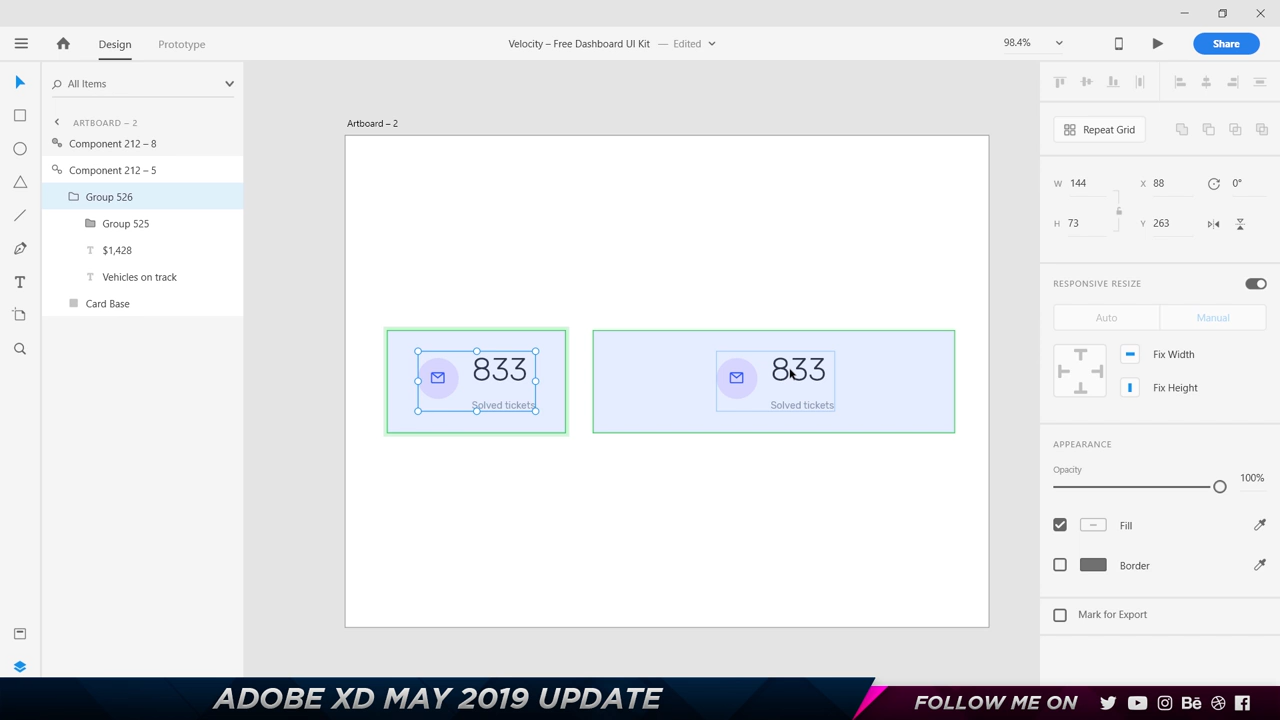 Design
Prototype
Velocity – Free Dashboard UI Kit — Edited
98.4%
Share
All Items
ARTBOARD – 2
Component 212 – 8
Component 212 – 5
Group 526
Group 525
T $1,428
T Vehicles on track
Card Base
Artboard – 2
833
Solved tickets
833
Solved tickets
Repeat Grid
W 144 X 88 0°
H 73 Y 263
RESPONSIVE RESIZE
Auto Manual
Fix Width
Fix Height
APPEARANCE
Opacity
100%
Fill
Border
Mark for Export
ADOBE XD MAY 2019 UPDATE
FOLLOW ME ON